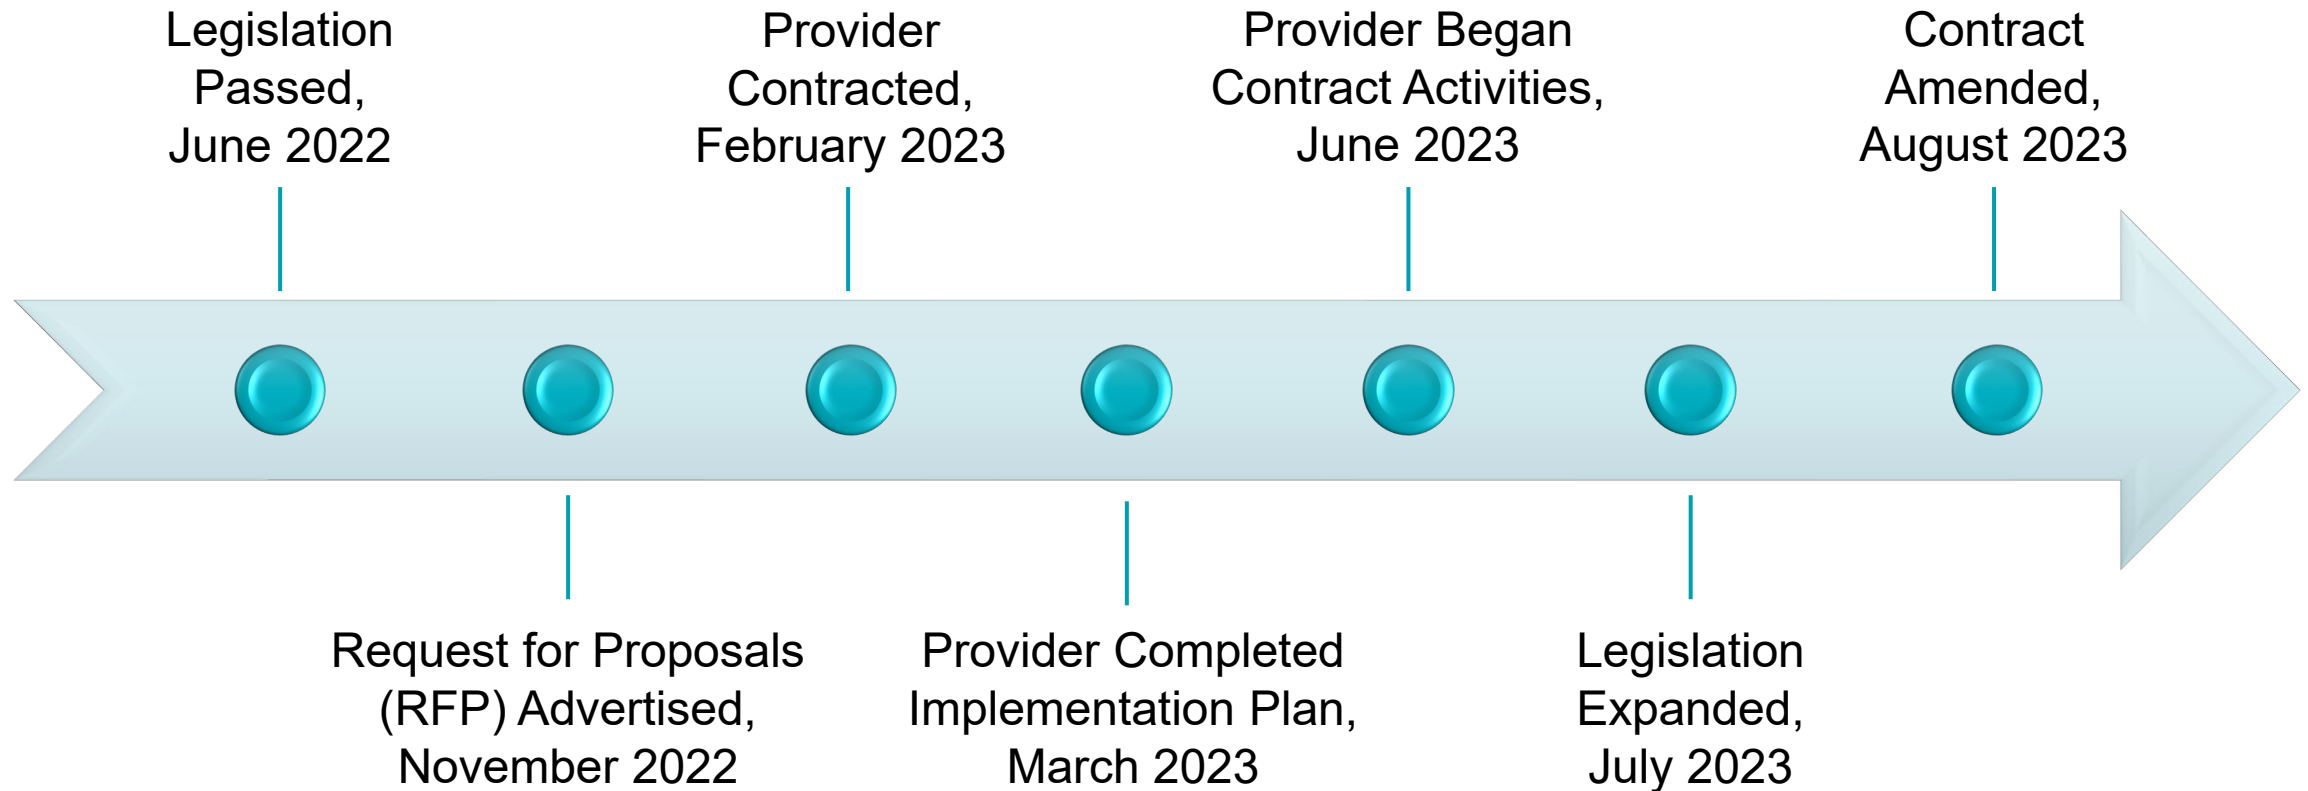 Legislation
Passed,
June 2022
Provider
Contracted,
February 2023
Provider Began
Contract Activities,
June 2023
Contract
Amended,
August 2023
Request for Proposals
(RFP) Advertised,
November 2022
Provider Completed
Implementation Plan,
March 2023
Legislation
Expanded,
July 2023